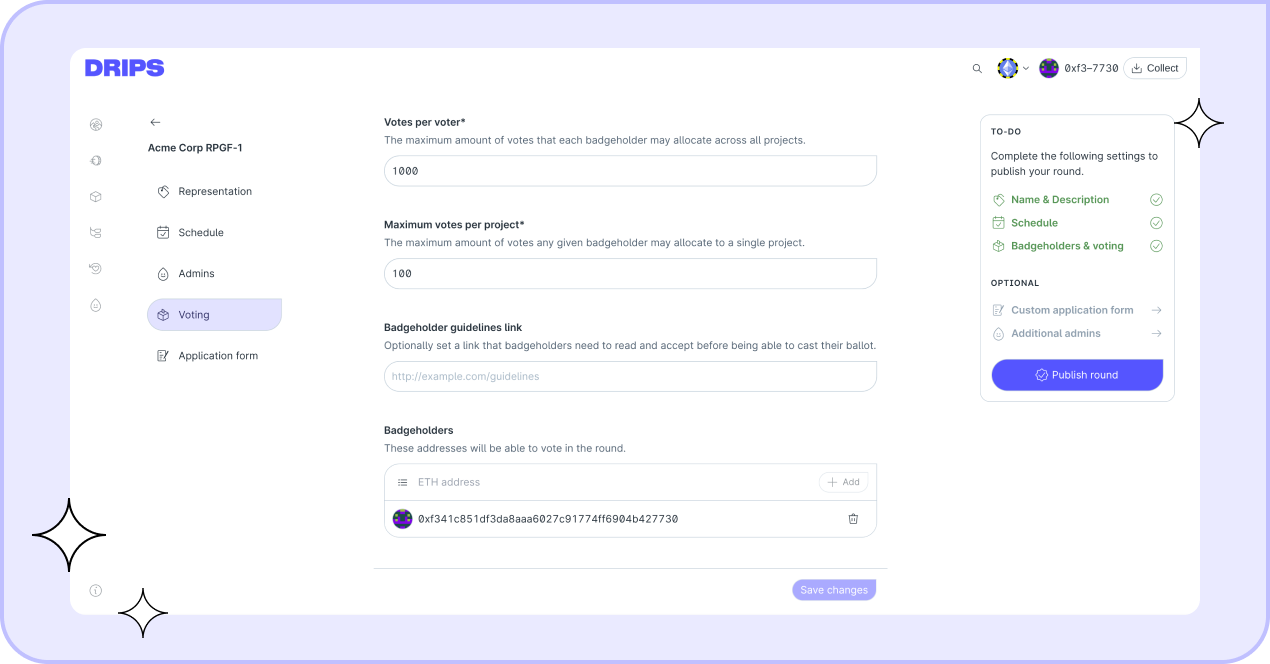 DRIPS
0xf3–7730
Collect
Acme Corp RPGF-1
Representation
Schedule
Admins
Voting
Application form
Votes per voter*
The maximum amount of votes that each badgeholder may allocate across all projects.
1000
Maximum votes per project*
The maximum amount of votes any given badgeholder may allocate to a single project.
100
Badgeholder guidelines link
Optionally set a link that badgeholders need to read and accept before being able to cast their ballot.
http://example.com/guidelines
Badgeholders
These addresses will be able to vote in the round.
ETH address
Add
0xf341c851df3da8aaa6027c91774ff6904b427730
Save changes
TO-DO
Complete the following settings to
publish your round.
Name & Description
Schedule
Badgeholders & voting
OPTIONAL
Custom application form
Additional admins
Publish round